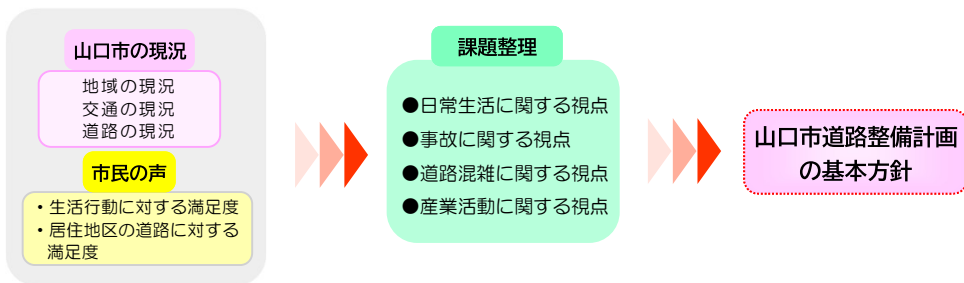 山口市の現況
地域の現況
交通の現況
道路の現況
市民の声
・生活行動に対する満足度
・居住地区の道路に対する
満足度
課題整理
●日常生活に関する視点
●事故に関する視点
●道路混雑に関する視点
●産業活動に関する視点
山口市道路整備計画
の基本方針